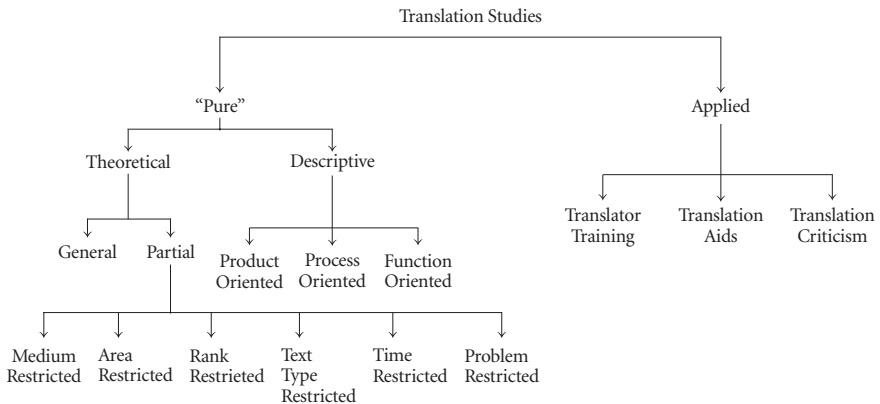 Translation Studies
“Pure”
Applied
Theoretical
Descriptive
Translator
Training
Translation
Aids
Translation
Criticism
General
Partial
Product
Oriented
Process
Oriented
Function
Oriented
Medium
Restricted
Area
Restricted
Rank
Restrieted
Text
Type
Restricted
Time
Restricted
Problem
Restricted